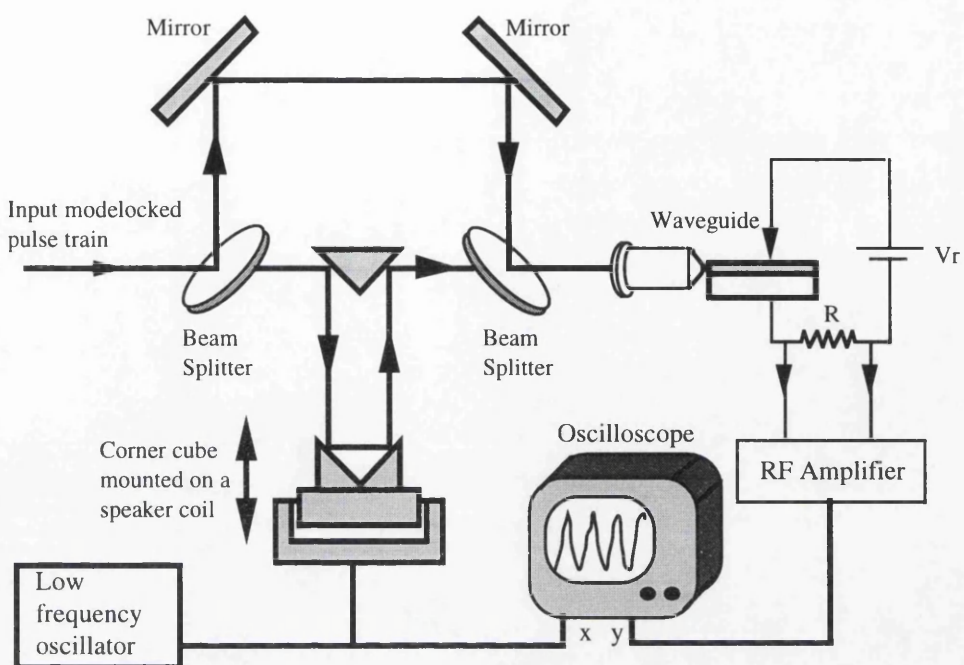 Mirror
Mirror
Input modelocked
pulse train
Waveguide
Vr
R
Beam
Splitter
Beam
Splitter
Corner cube
mounted on a
speaker coil
Oscilloscope
RF Amplifier
Low
frequency
oscillator
x y